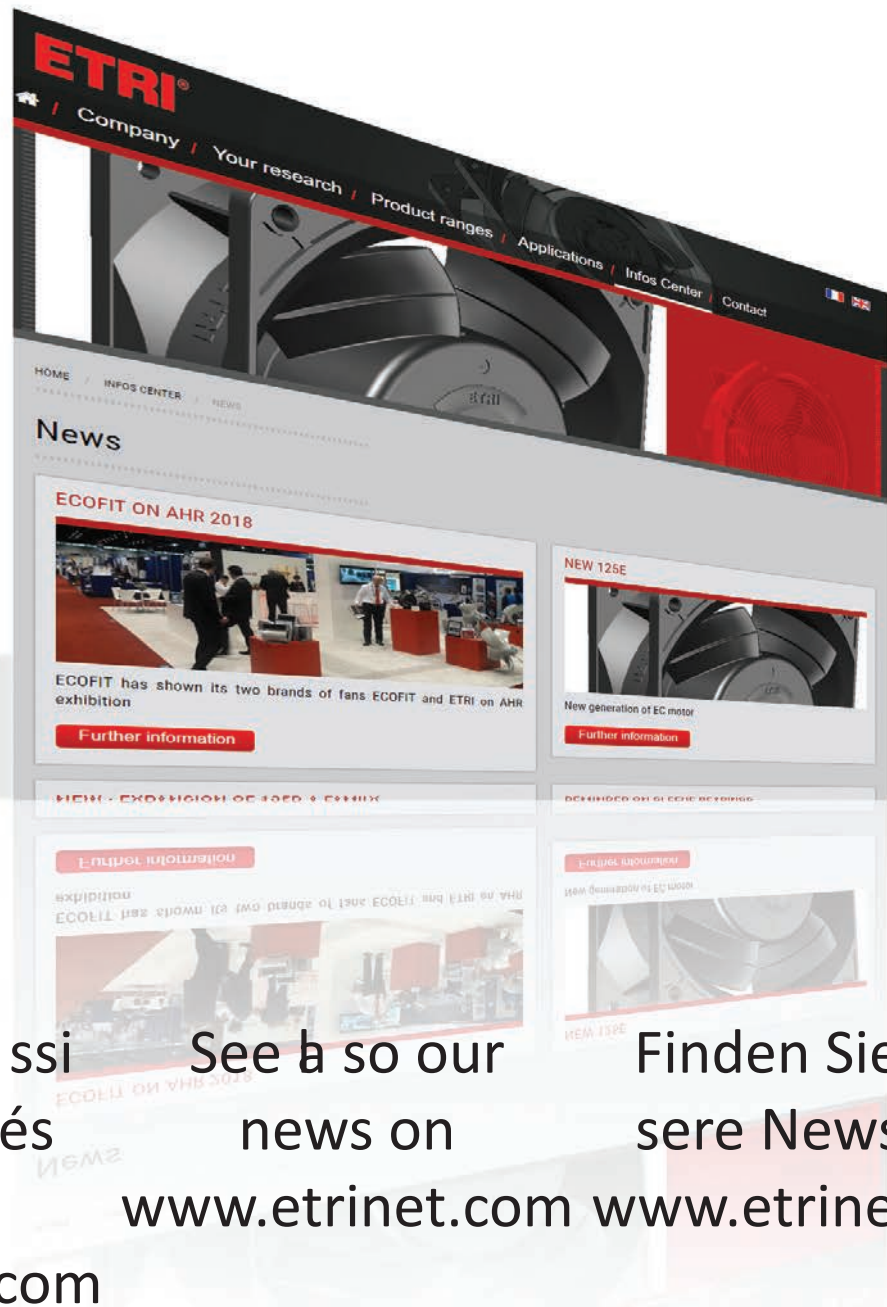 ETRI®
/ Company / Your research / Product ranges / Applications / Infos Center / Contact
HOME / INFOS CENTER / NEWS
News
ECOFIT ON AHR 2018
ECOFIT has shown its two brands of fans ECOFIT and ETRI on AHR
exhibition
Further information
NEW 125E
New generation of EC motor
Further information
ssi
és
.com
See a so our
news on
www.etrinet.com
Finden Sie
sere News
www.etrine